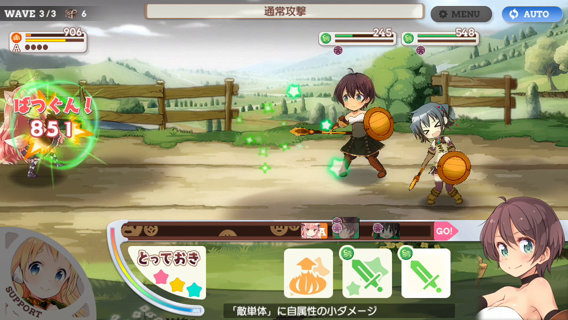 WAVE 3/3 6
通常攻撃
MENU
AUTO
906
A
245
548
ばつぐん!
851
GO!
とっておき
SUPPORT
「敵単体」に自属性の小ダメージ